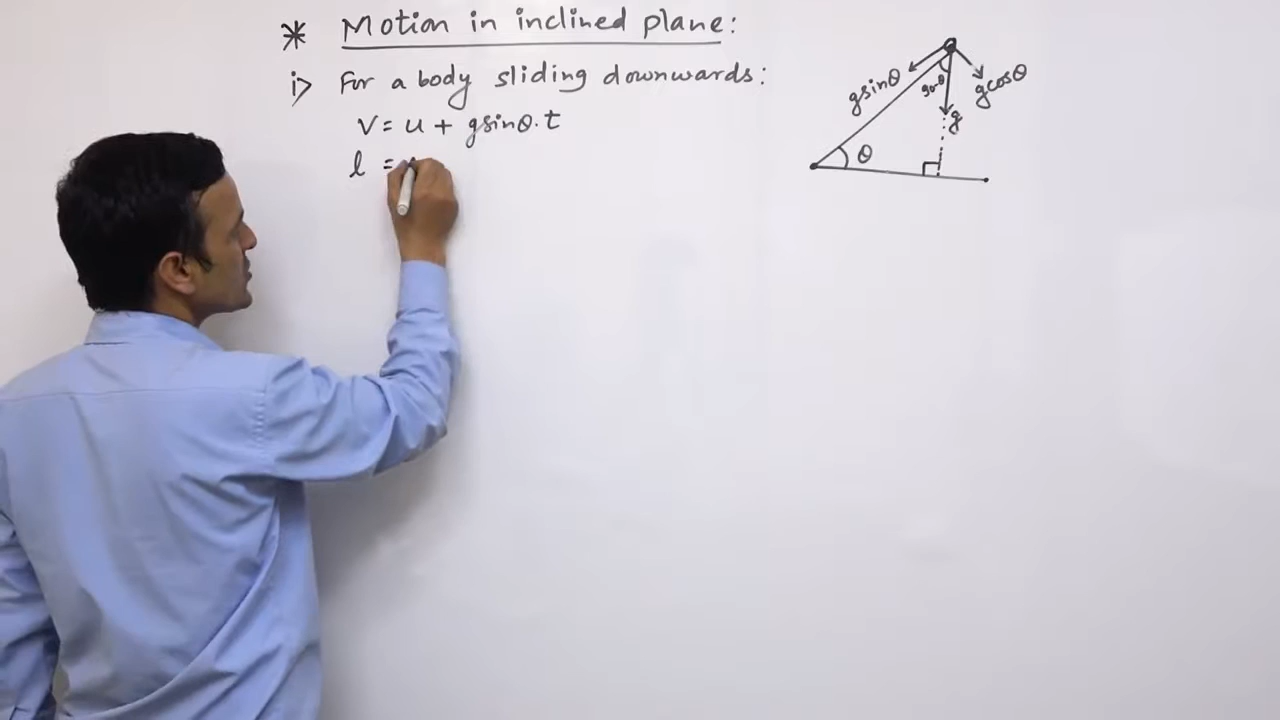 * Motion in inclined plane:
i> For a body sliding downwards:
v = u + gsinθ.t
l =
gsinθ
90-θ
gcosθ
g
θ